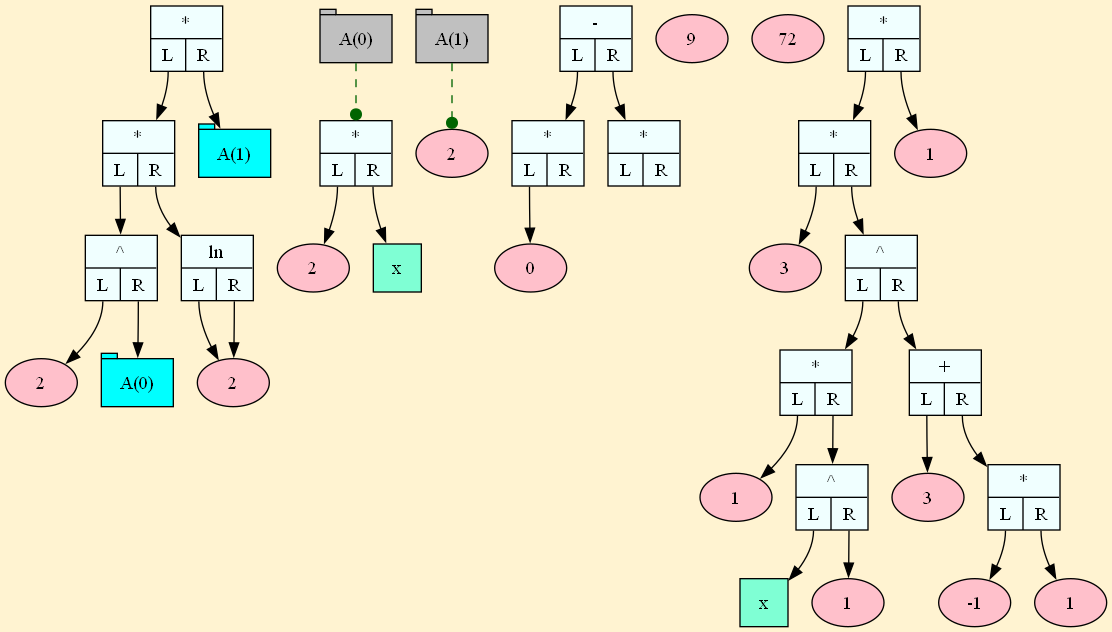 * A(0) A(1) - 9 72 *
L R L R L R
* A(1) * 2 * * * 1
L R L R L R L R L R
^ ln 2 x 0 3 ^
L R L R L R
2 A(0) 2 * +
L R L R
1 ^ 3 *
L R L R
x 1 -1 1